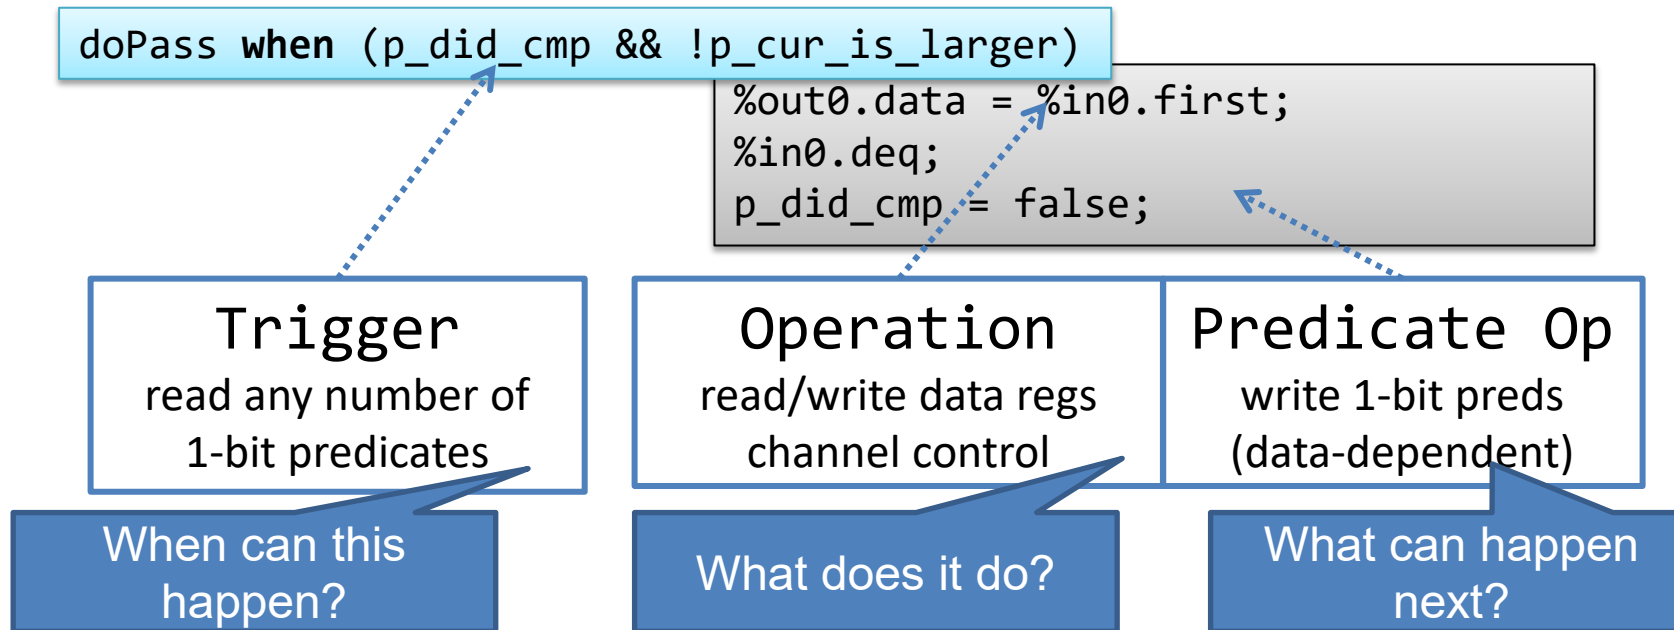 doPass when (p_did_cmp && !p_cur_is_larger)
%out0.data = %in0.first;
%in0.deq;
p_did_cmp = false;
Trigger
read any number of
1-bit predicates
Operation
read/write data regs
channel control
Predicate Op
write 1-bit preds
(data-dependent)
When can this
happen?
What does it do?
What can happen
next?